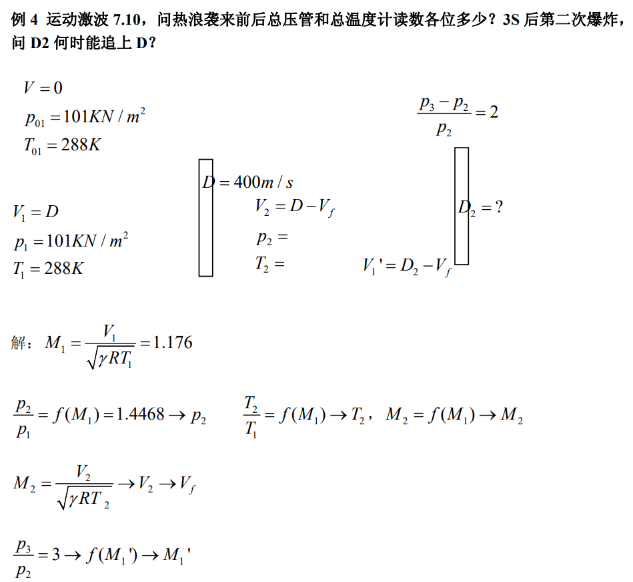 例 4 运动激波 7.10，问热浪袭来前后总压管和总温度计读数各位多少？3S 后第二次爆炸，
问 D2 何时能追上 D？
V = 0
p₀₁ = 101KN / m²
T₀₁ = 288K
(p₃ − p₂)/p₂ = 2
D = 400m / s
V₁ = D
p₁ = 101KN / m²
T₁ = 288K
V₂ = D − V_f
p₂ =
T₂ =
D₂ = ?
V₁' = D₂ − V_f
解：M₁ = V₁/√(γRT₁) = 1.176
p₂/p₁ = f(M₁) = 1.4468 → p₂ T₂/T₁ = f(M₁) → T₂，M₂ = f(M₁) → M₂
M₂ = V₂/√(γRT₂) → V₂ → V_f
p₃/p₂ = 3 → f(M₁') → M₁'